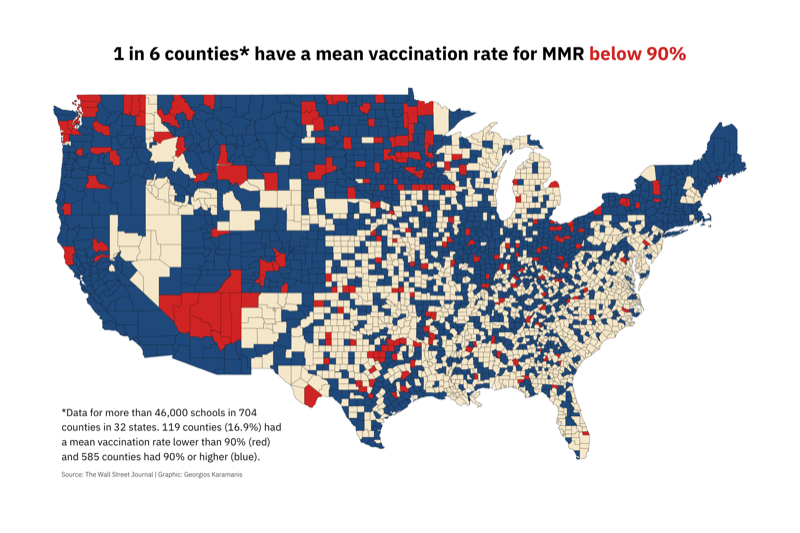 1 in 6 counties* have a mean vaccination rate for MMR below 90%
*Data for more than 46,000 schools in 704
counties in 32 states. 119 counties (16.9%) had
a mean vaccination rate lower than 90% (red)
and 585 counties had 90% or higher (blue).
Source: The Wall Street Journal | Graphic: Georgios Karamanis